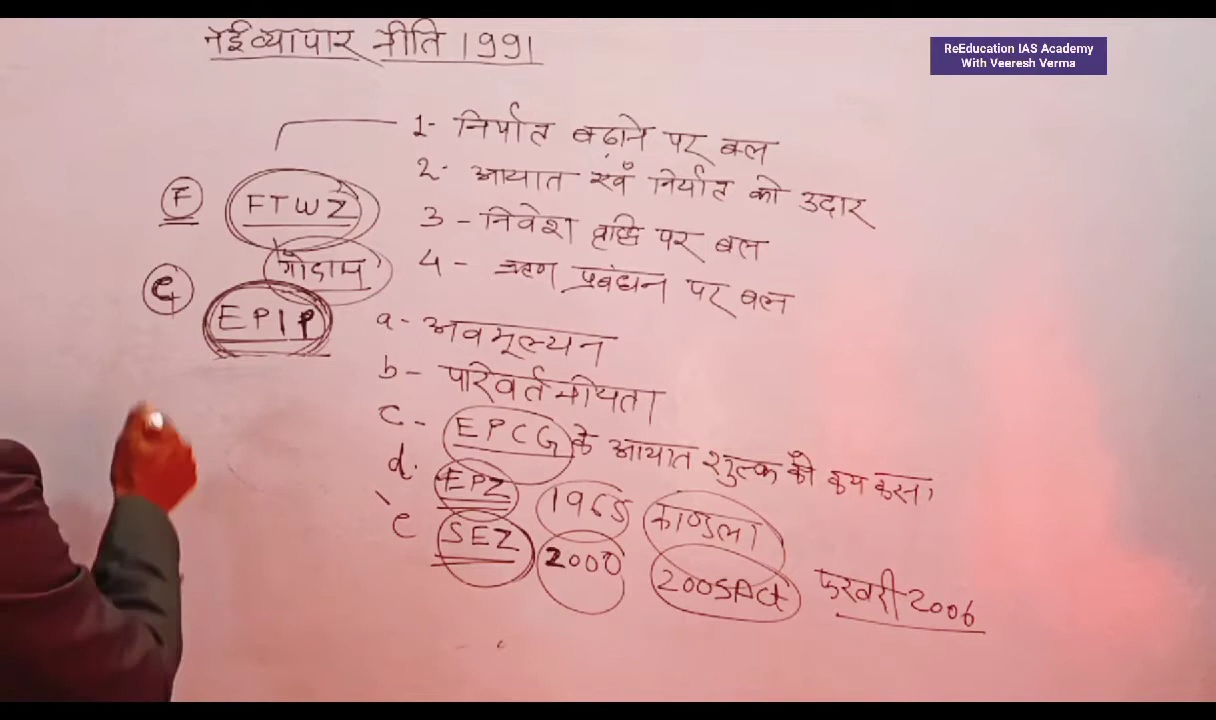 नई व्यापार नीति 1991
ReEducation IAS Academy
With Veeresh Verma
1- निर्यात बढ़ाने पर बल
2- आयात एवँ निर्यात को उदार
3- निवेश वृद्धि पर बल
4- ऋण प्रबंधन पर बल
F FTWZ
गोदाम
G EPIP
a- अवमूल्यन
b- परिवर्तनीयता
C- EPCG के आयात शुल्क को कम करना
d. EPZ 1965 काण्डला
e SEZ 2000 2005Act फरवरी 2006